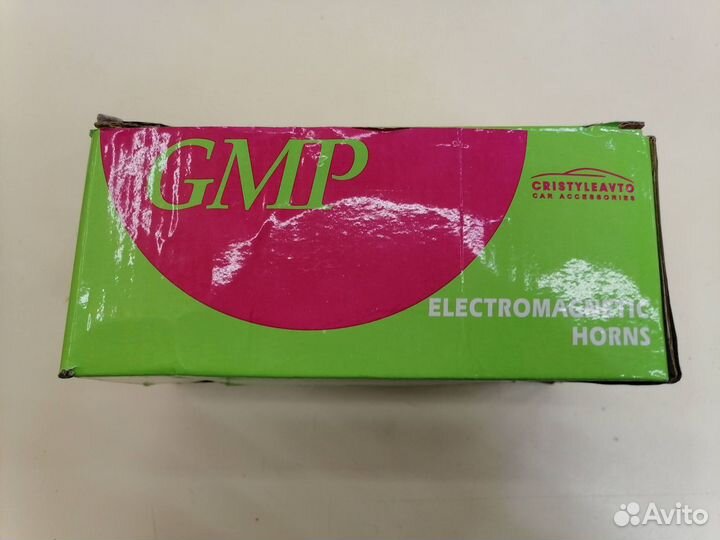 GMP
CRISTYLEAVTO
CAR ACCESSORIES
ELECTROMAGNETIC
HORNS
Avito